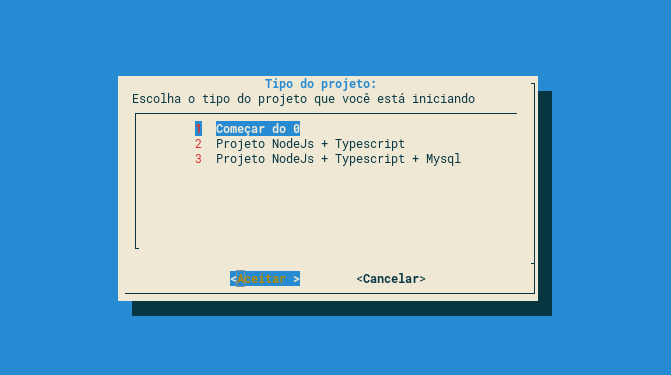 Tipo do projeto:
Escolha o tipo do projeto que você está iniciando
1 Começar do 0
2 Projeto NodeJs + Typescript
3 Projeto NodeJs + Typescript + Mysql
<Aceitar > <Cancelar>